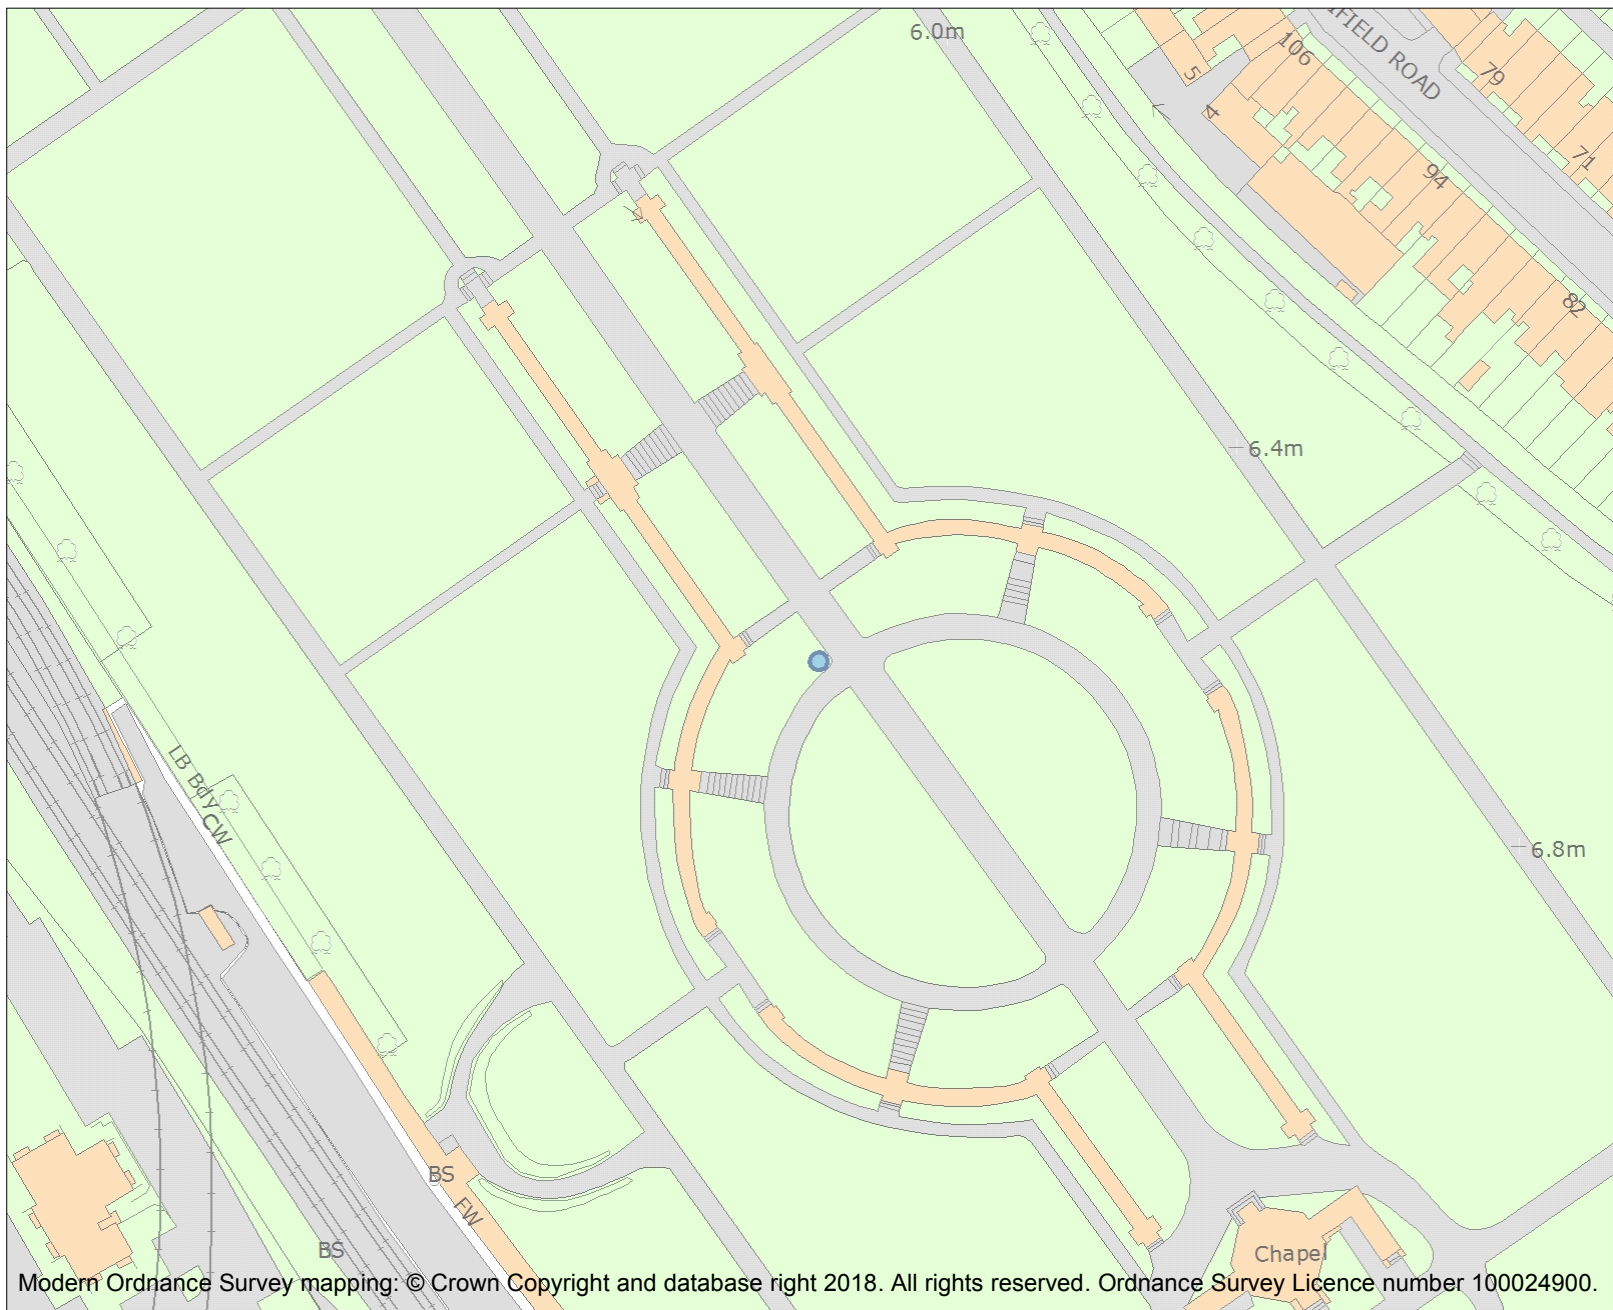 6.0m
IFIELD ROAD
106
79
5
4
71
94
82
6.4m
6.8m
LB Bdy
CW
BS
FW
BS
Chapel
Modern Ordnance Survey mapping: © Crown Copyright and database right 2018. All rights reserved. Ordnance Survey Licence number 100024900.